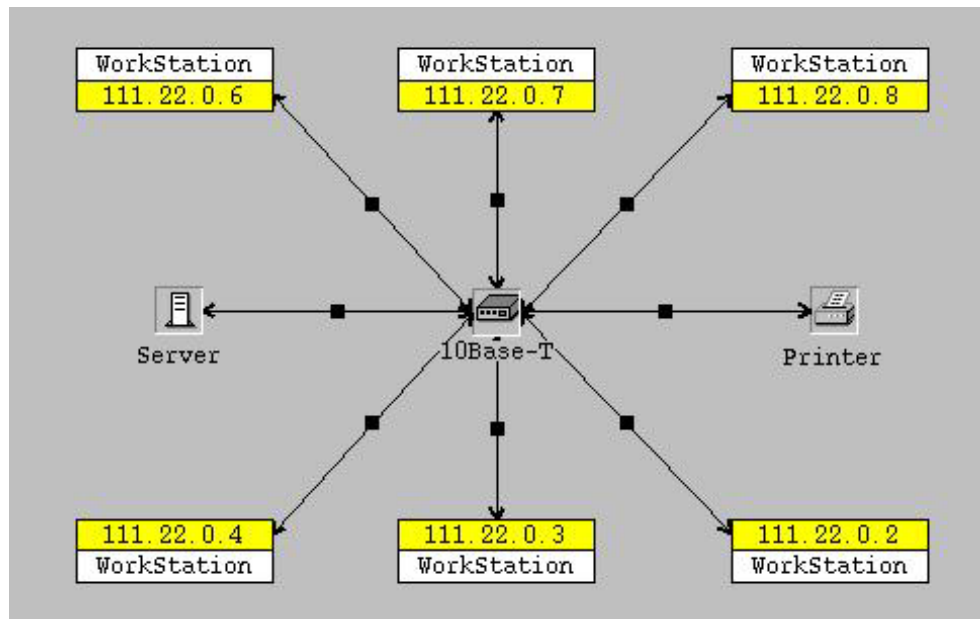 WorkStation
111.22.0.6
WorkStation
111.22.0.7
WorkStation
111.22.0.8
Server
10Base-T
Printer
111.22.0.4
WorkStation
111.22.0.3
WorkStation
111.22.0.2
WorkStation